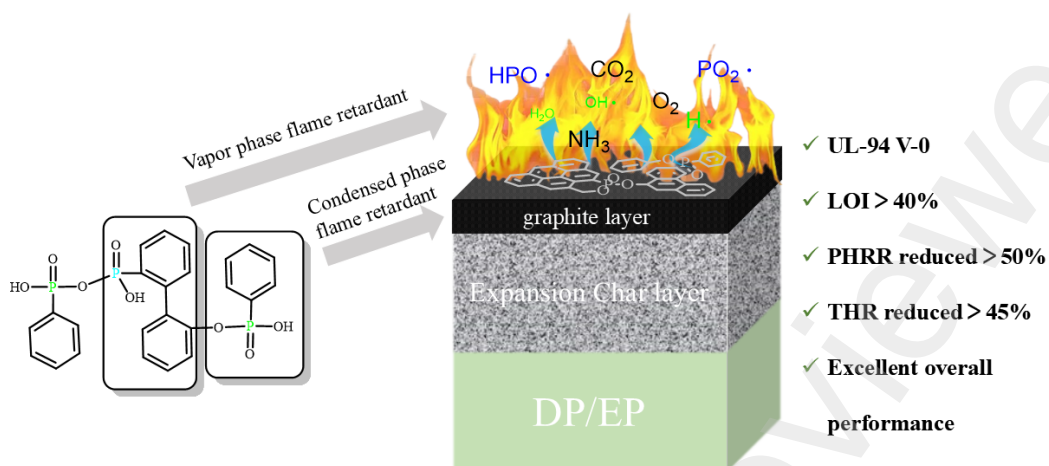 HPO ·
CO2
PO2 ·
H2O
OH ·
O2
H ·
NH3
Vapor phase flame retardant
Condensed phase
flame retardant
graphite layer
Expansion Char layer
DP/EP
O
O
P
HO
P
O
OH
O
P
OH
O
O
P
O
O
P
O
✓ UL-94 V-0
✓ LOI > 40%
✓ PHRR reduced > 50%
✓ THR reduced > 45%
✓ Excellent overall
performance